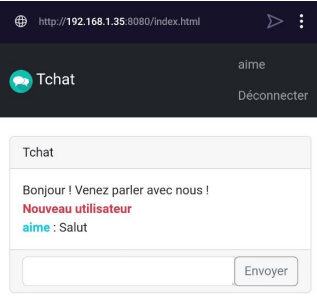 http://192.168.1.35:8080/index.html
Tchat
aime
Déconnecter
Tchat
Bonjour ! Venez parler avec nous !
Nouveau utilisateur
aime : Salut
Envoyer